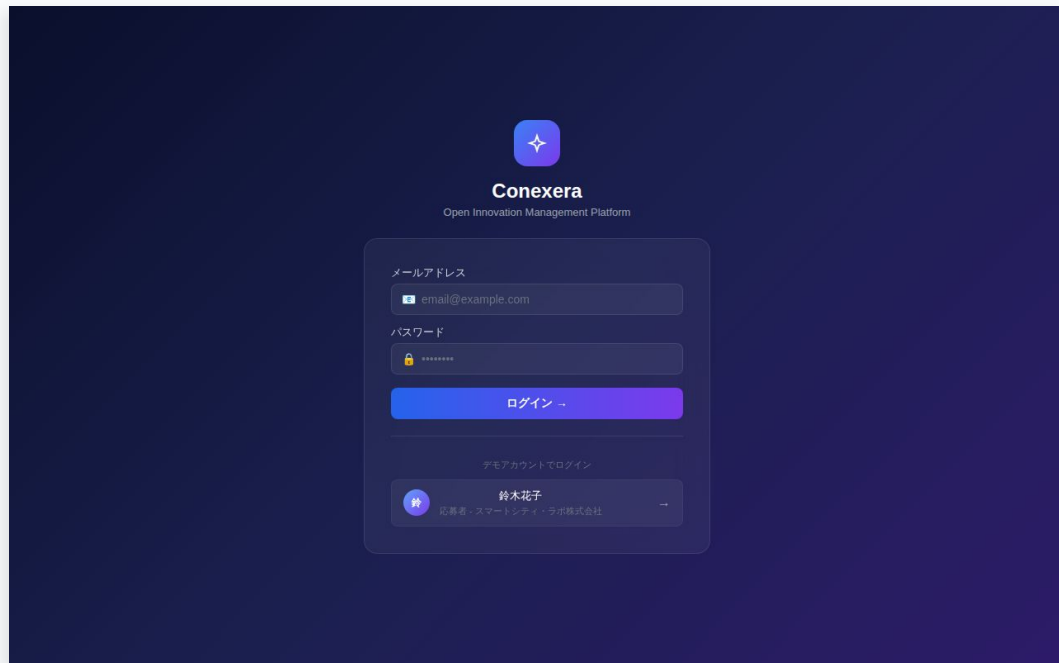 Conexera
Open Innovation Management Platform
メールアドレス
email@example.com
パスワード
••••••••
ログイン →
デモアカウントでログイン
鈴
鈴木花子
応募者 - スマートシティ・ラボ株式会社
→